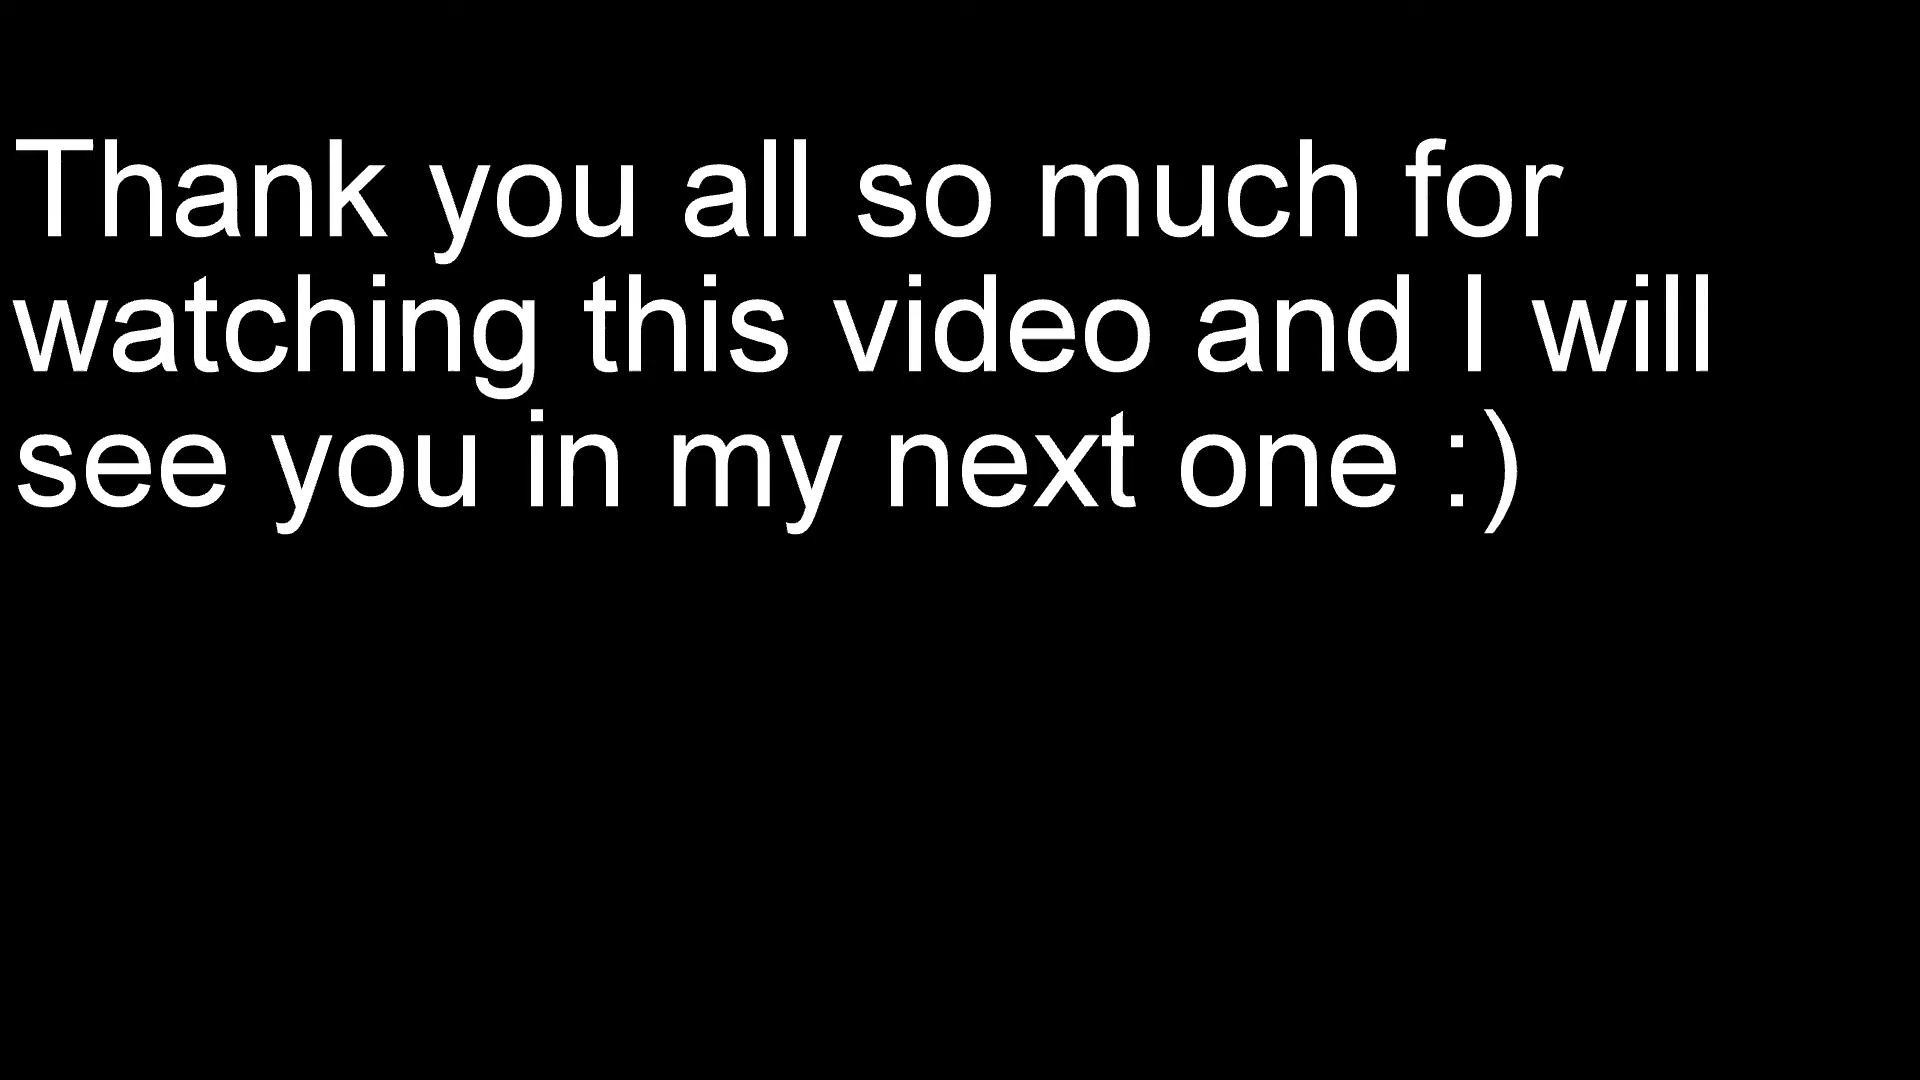 Thank you all so much for
watching this video and I will
see you in my next one :)